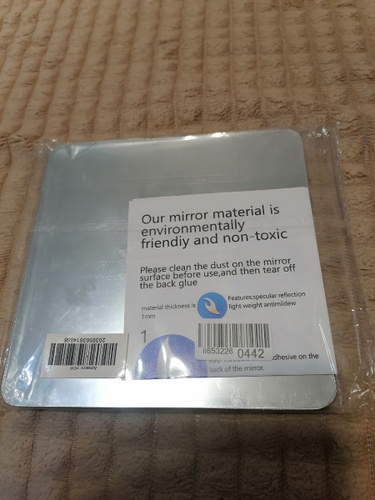 Our mirror material is
environmentally
friendiy and non-toxic
Please clean the dust on the mirror
surface before use,and then tear off
the back glue
material thickness is
1mm
Features:specular reflection
light weight antimildew
1
0442
dhesive on the
back of the mirror.